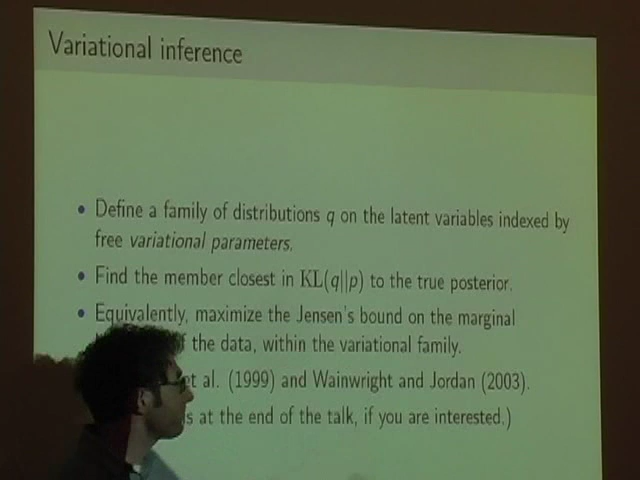 Variational inference
• Define a family of distributions q on the latent variables indexed by
free variational parameters.
• Find the member closest in KL(q||p) to the true posterior.
• Equivalently, maximize the Jensen's bound on the marginal
the data, within the variational family.
et al. (1999) and Wainwright and Jordan (2003).
at the end of the talk, if you are interested.)